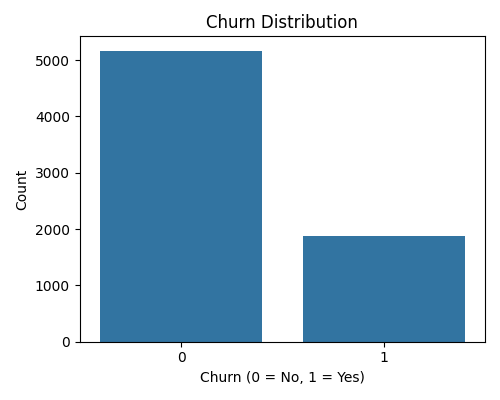 Churn Distribution
5000
4000
3000
2000
1000
0
Count
0 1
Churn (0 = No, 1 = Yes)